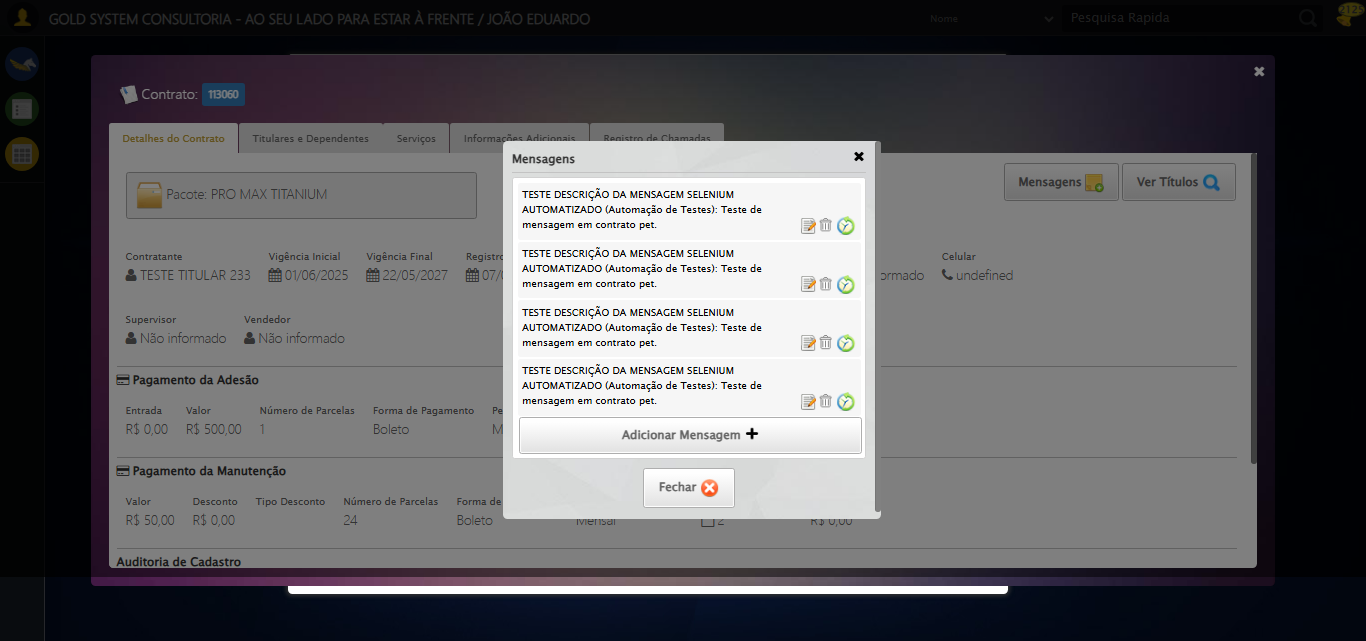 GOLD SYSTEM CONSULTORIA - AO SEU LADO PARA ESTAR À FRENTE / JOÃO EDUARDO
Nome
Pesquisa Rapida
Contrato: 113060
Detalhes do Contrato
Titulares e Dependentes
Serviços
Informações Adicionais
Registro de Chamadas
Mensagens
Ver Títulos
Pacote: PRO MAX TITANIUM
Contratante
Vigência Inicial
Vigência Final
Registro
Celular
TESTE TITULAR 233
01/06/2025
22/05/2027
07/0
ormado
undefined
Supervisor
Vendedor
Não informado
Não informado
Pagamento da Adesão
Entrada
Valor
Número de Parcelas
Forma de Pagamento
Pe
R$ 0,00
R$ 500,00
1
Boleto
M
Pagamento da Manutenção
Valor
Desconto
Tipo Desconto
Número de Parcelas
Forma de
R$ 50,00
R$ 0,00
24
Boleto
Mensal
2
R$ 0,00
Auditoria de Cadastro
Mensagens
TESTE DESCRIÇÃO DA MENSAGEM SELENIUM
AUTOMATIZADO (Automação de Testes): Teste de
mensagem em contrato pet.
TESTE DESCRIÇÃO DA MENSAGEM SELENIUM
AUTOMATIZADO (Automação de Testes): Teste de
mensagem em contrato pet.
TESTE DESCRIÇÃO DA MENSAGEM SELENIUM
AUTOMATIZADO (Automação de Testes): Teste de
mensagem em contrato pet.
TESTE DESCRIÇÃO DA MENSAGEM SELENIUM
AUTOMATIZADO (Automação de Testes): Teste de
mensagem em contrato pet.
Adicionar Mensagem
Fechar